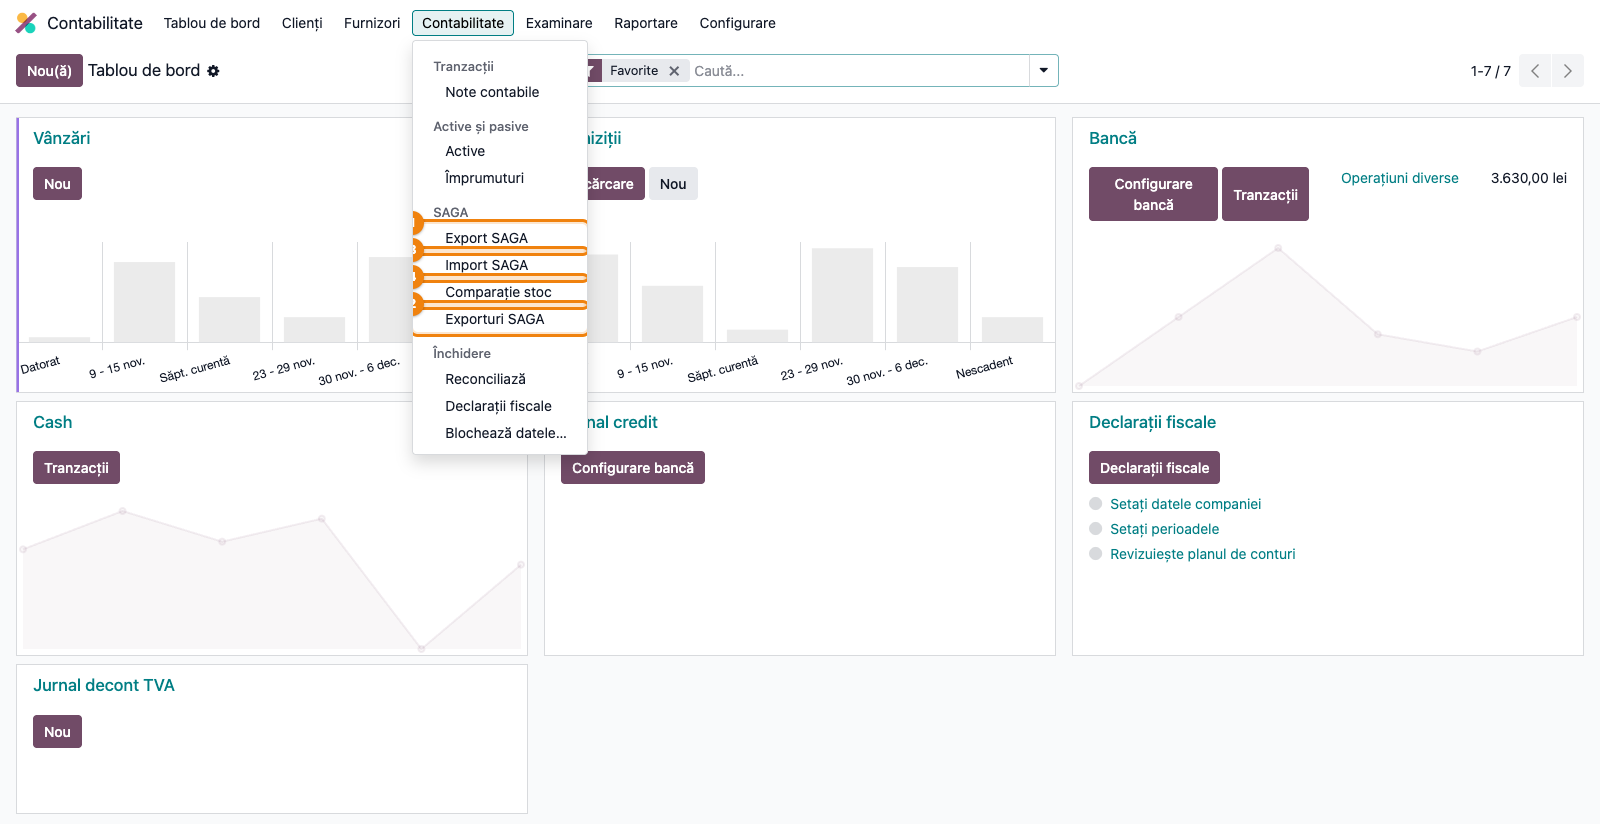 Contabilitate
Tablou de bord
Clienți
Furnizori
Contabilitate
Examinare
Raportare
Configurare
Nou(ă)
Tablou de bord
Favorite
Caută...
1-7 / 7
Tranzacții
Note contabile
Active și pasive
Active
Împrumuturi
SAGA
Export SAGA
Import SAGA
Comparație stoc
Exporturi SAGA
Închidere
Reconciliază
Declarații fiscale
Blochează datele...
Vânzări
Nou
Datorat
9 - 15 nov.
Săpt. curentă
23 - 29 nov.
30 nov. - 6 dec.
Nou
9 - 15 nov.
Săpt. curentă
23 - 29 nov.
30 nov. - 6 dec.
Nescadent
Bancă
Configurare bancă
Tranzacții
Operațiuni diverse
3.630,00 lei
Cash
Tranzacții
credit
Configurare bancă
Declarații fiscale
Declarații fiscale
Setați datele companiei
Setați perioadele
Revizuiește planul de conturi
Jurnal decont TVA
Nou